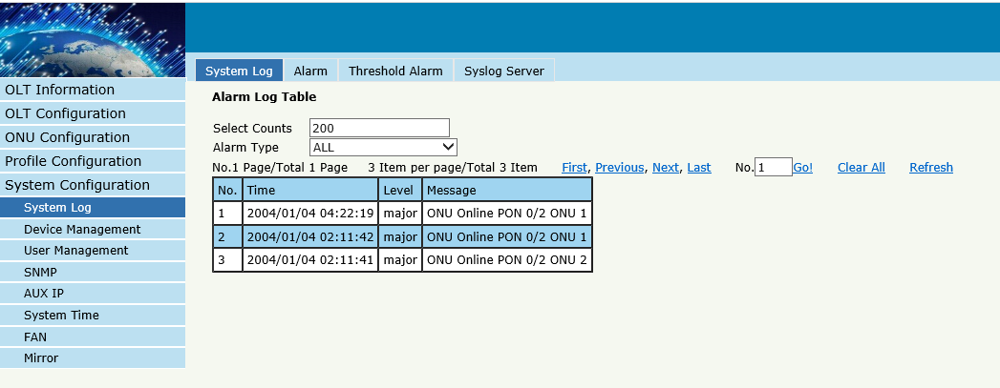 System Log Alarm Threshold Alarm Syslog Server
OLT Information
OLT Configuration
ONU Configuration
Profile Configuration
System Configuration
System Log
Device Management
User Management
SNMP
AUX IP
System Time
FAN
Mirror
Alarm Log Table
Select Counts 200
Alarm Type ALL
No.1 Page/Total 1 Page 3 Item per page/Total 3 Item First, Previous, Next, Last No. 1 Go! Clear All Refresh
No. Time Level Message
1 2004/01/04 04:22:19 major ONU Online PON 0/2 ONU 1
2 2004/01/04 02:11:42 major ONU Online PON 0/2 ONU 1
3 2004/01/04 02:11:41 major ONU Online PON 0/2 ONU 2